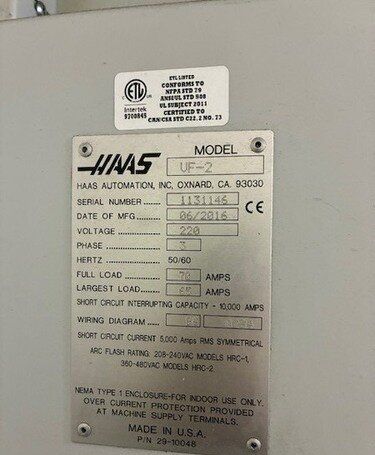 ETL LISTED
CONFORMS TO
NFPA STD 79
ANSI/UL STD 508
UL SUBJECT 2011
CERTIFIED TO
CAN/CSA STD C22.2 NO. 73
ETL
Intertek
9700845
HAAS
MODEL
VF-2
HAAS AUTOMATION, INC, OXNARD, CA. 93030
SERIAL NUMBER 1131146
DATE OF MFG 06/2016 CE
VOLTAGE 220
PHASE 3
HERTZ 50/60
FULL LOAD 70 AMPS
LARGEST LOAD AMPS
SHORT CIRCUIT INTERRUPTING CAPACITY - 10,000 AMPS
WIRING DIAGRAM
SHORT CIRCUIT CURRENT 5,000 Amps RMS SYMMETRICAL
ARC FLASH RATING: 208-240VAC MODELS HRC-1,
360-480VAC MODELS HRC-2
NEMA TYPE 1 ENCLOSURE-FOR INDOOR USE ONLY.
OVER CURRENT PROTECTION PROVIDED
AT MACHINE SUPPLY TERMINALS.
MADE IN U.S.A.
P/N 29-10048